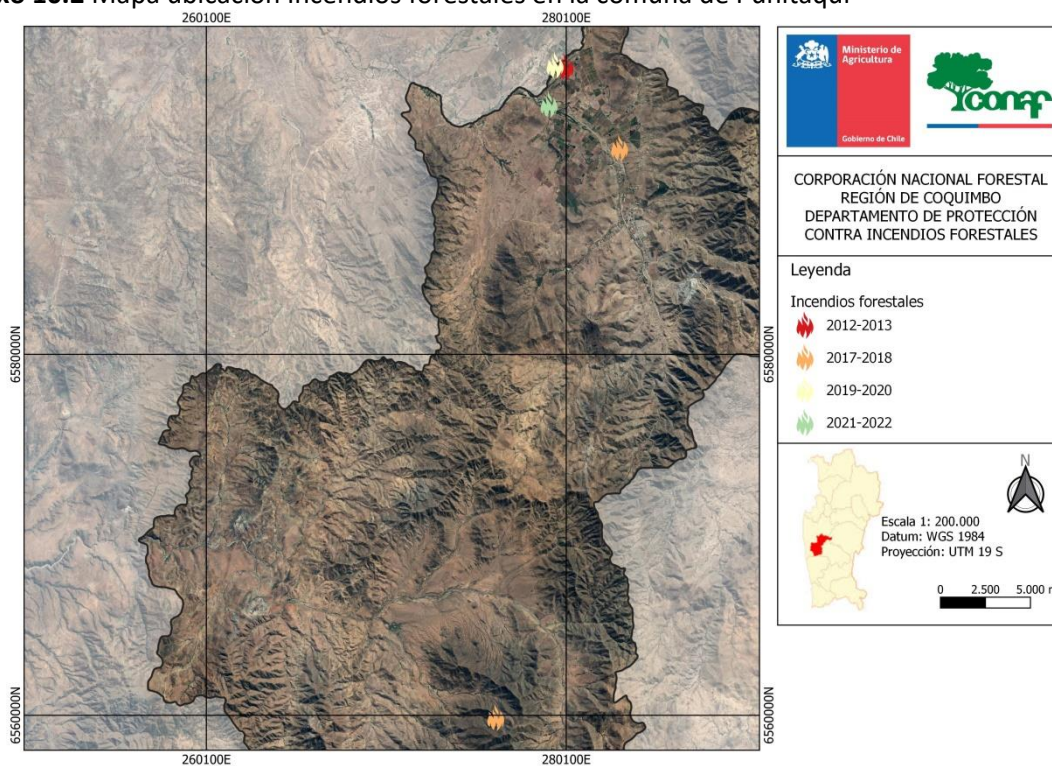 10.1 Mapa ubicación incendios forestales en la comuna de Punitaqui
260100E
280100E
6580000N
6580000N
6560000N
6560000N
260100E
280100E
Ministerio de
Agricultura
Gobierno de Chile
conaf
CORPORACIÓN NACIONAL FORESTAL
REGIÓN DE COQUIMBO
DEPARTAMENTO DE PROTECCIÓN
CONTRA INCENDIOS FORESTALES
Leyenda
Incendios forestales
2012-2013
2017-2018
2019-2020
2021-2022
N
Escala 1: 200.000
Datum: WGS 1984
Proyección: UTM 19 S
0 2.500 5.000 m